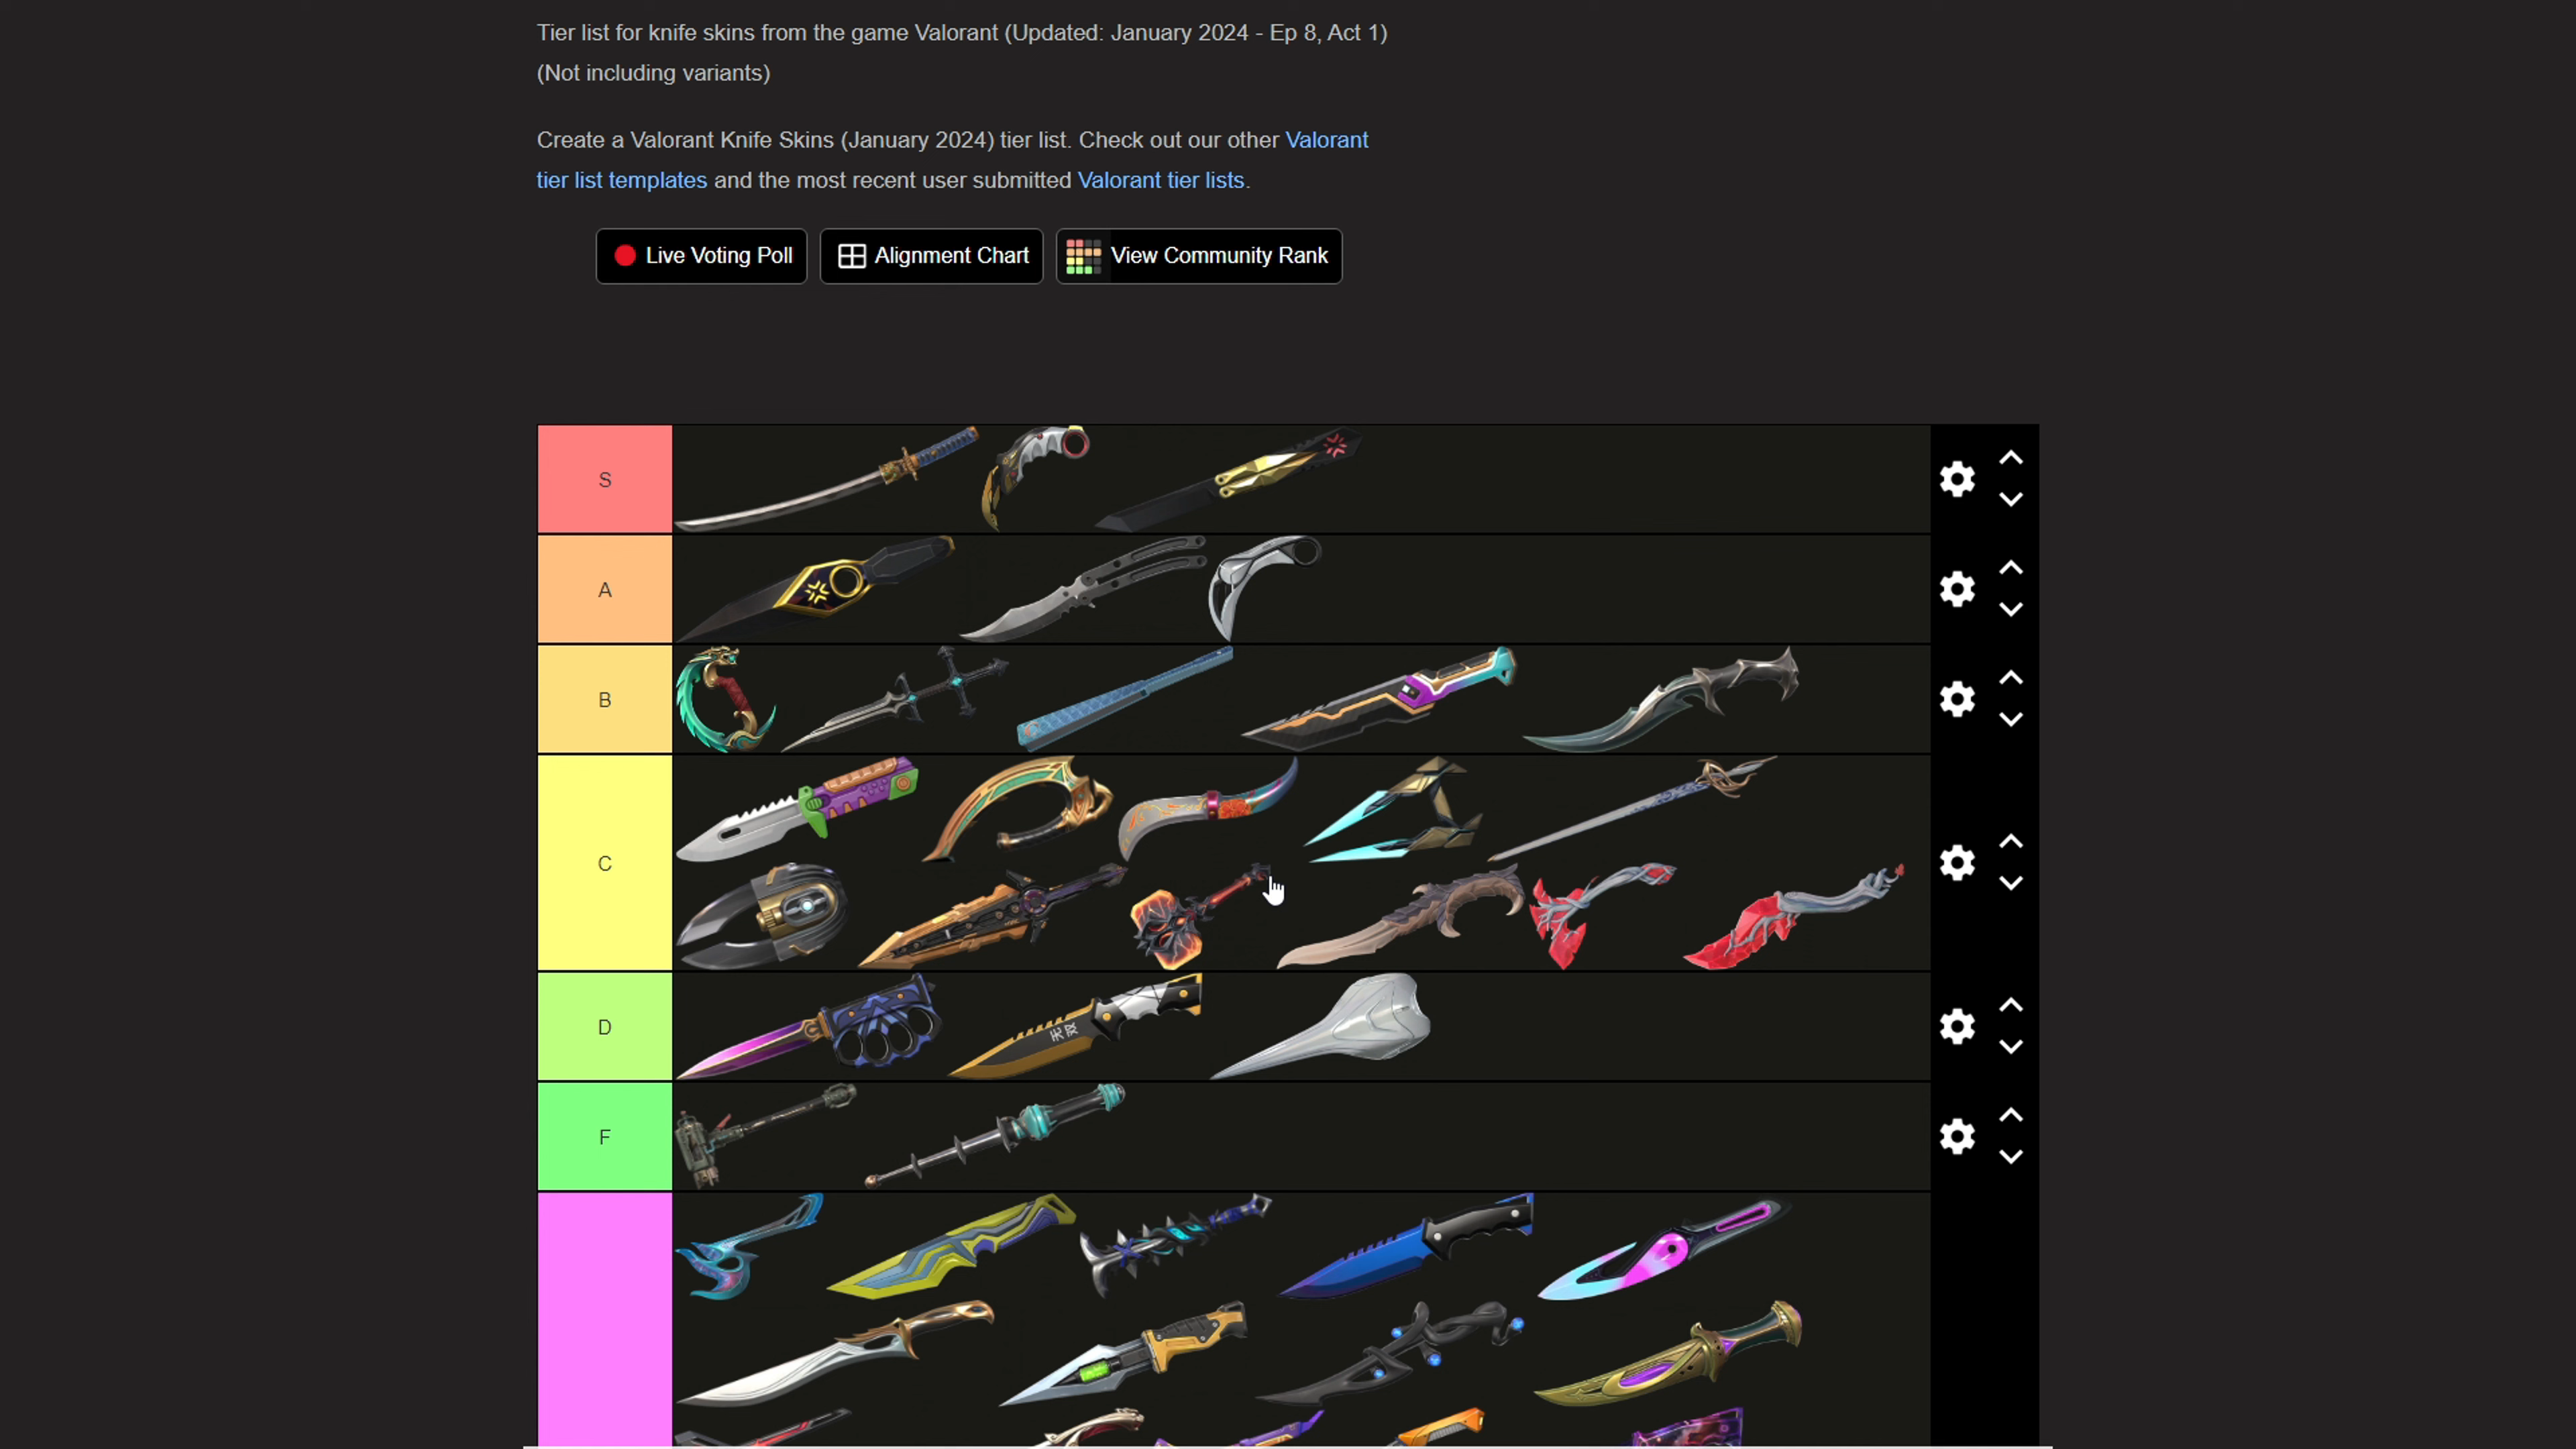 Tier list for knife skins from the game Valorant (Updated: January 2024 - Ep 8, Act 1)
(Not including variants)
Create a Valorant Knife Skins (January 2024) tier list. Check out our other Valorant
tier list templates and the most recent user submitted Valorant tier lists.
Live Voting Poll
Alignment Chart
View Community Rank
S
A
B
C
D
F